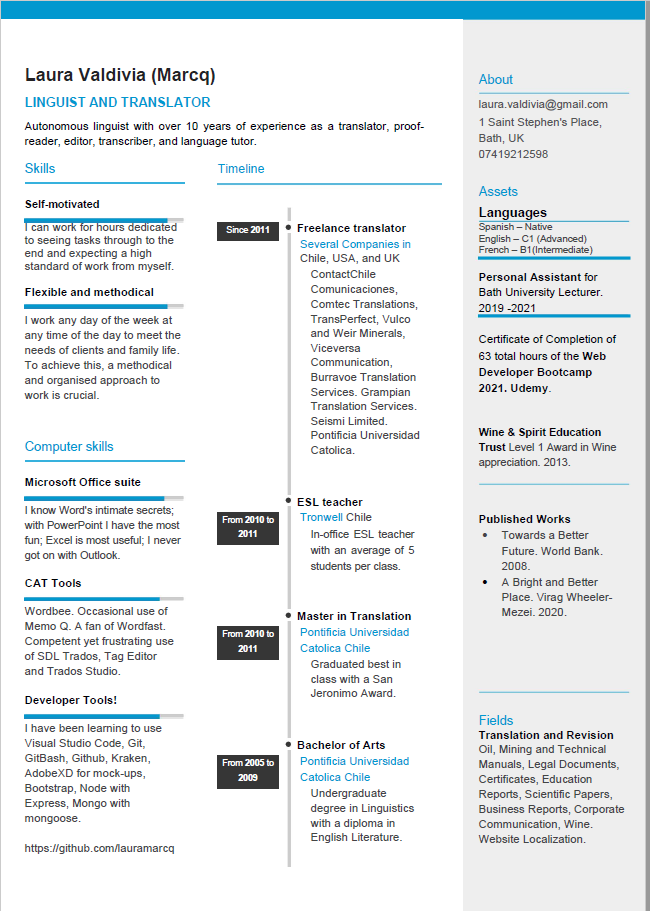 Laura Valdivia (Marcq)
LINGUIST AND TRANSLATOR
Autonomous linguist with over 10 years of experience as a translator, proof-
reader, editor, transcriber, and language tutor.
Skills
Self-motivated
I can work for hours dedicated
to seeing tasks through to the
end and expecting a high
standard of work from myself.
Flexible and methodical
I work any day of the week at
any time of the day to meet the
needs of clients and family life.
To achieve this, a methodical
and organised approach to
work is crucial.
Computer skills
Microsoft Office suite
I know Word's intimate secrets;
with PowerPoint I have the most
fun; Excel is most useful; I never
got on with Outlook.
CAT Tools
Wordbee. Occasional use of
Memo Q. A fan of Wordfast.
Competent yet frustrating use
of SDL Trados, Tag Editor
and Trados Studio.
Developer Tools!
I have been learning to use
Visual Studio Code, Git,
GitBash, Github, Kraken,
AdobeXD for mock-ups,
Bootstrap, Node with
Express, Mongo with
mongoose.
https://github.com/lauramarcq
Timeline
Since 2011
Freelance translator
Several Companies in
Chile, USA, and UK
ContactChile
Comunicaciones,
Comtec Translations,
TransPerfect, Vulco
and Weir Minerals,
Viceversa
Communication,
Burravoe Translation
Services. Grampian
Translation Services.
Seismi Limited.
Pontificia Universidad
Catolica.
From 2010 to
2011
ESL teacher
Tronwell Chile
In-office ESL teacher
with an average of 5
students per class.
From 2010 to
2011
Master in Translation
Pontificia Universidad
Catolica Chile
Graduated best in
class with a San
Jeronimo Award.
From 2005 to
2009
Bachelor of Arts
Pontificia Universidad
Catolica Chile
Undergraduate
degree in Linguistics
with a diploma in
English Literature.
About
laura.valdivia@gmail.com
1 Saint Stephen's Place,
Bath, UK
07419212598
Assets
Languages
Spanish – Native
English – C1 (Advanced)
French – B1(Intermediate)
Personal Assistant for
Bath University Lecturer.
2019 -2021
Certificate of Completion of
63 total hours of the Web
Developer Bootcamp
2021. Udemy.
Wine & Spirit Education
Trust Level 1 Award in Wine
appreciation. 2013.
Published Works
• Towards a Better
Future. World Bank.
2008.
• A Bright and Better
Place. Virag Wheeler-
Mezei. 2020.
Fields
Translation and Revision
Oil, Mining and Technical
Manuals, Legal Documents,
Certificates, Education
Reports, Scientific Papers,
Business Reports, Corporate
Communication, Wine.
Website Localization.